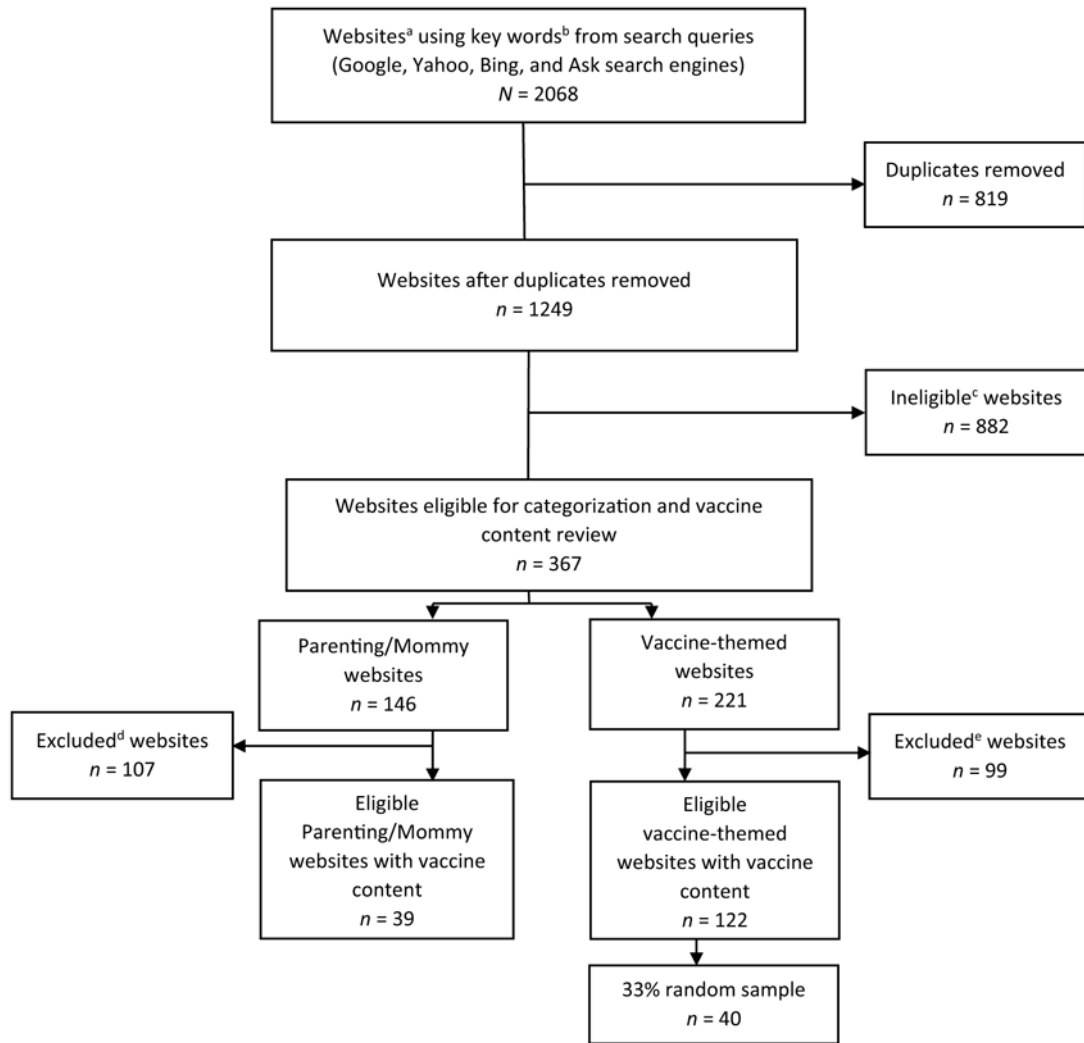 Websitesᵃ using key wordsᵇ from search queries
(Google, Yahoo, Bing, and Ask search engines)
N = 2068
Duplicates removed
n = 819
Websites after duplicates removed
n = 1249
Ineligibleᶜ websites
n = 882
Websites eligible for categorization and vaccine
content review
n = 367
Parenting/Mommy
websites
n = 146
Vaccine-themed
websites
n = 221
Excludedᵈ websites
n = 107
Excludedᵉ websites
n = 99
Eligible
Parenting/Mommy
websites with vaccine
content
n = 39
Eligible
vaccine-themed
websites with vaccine
content
n = 122
33% random sample
n = 40